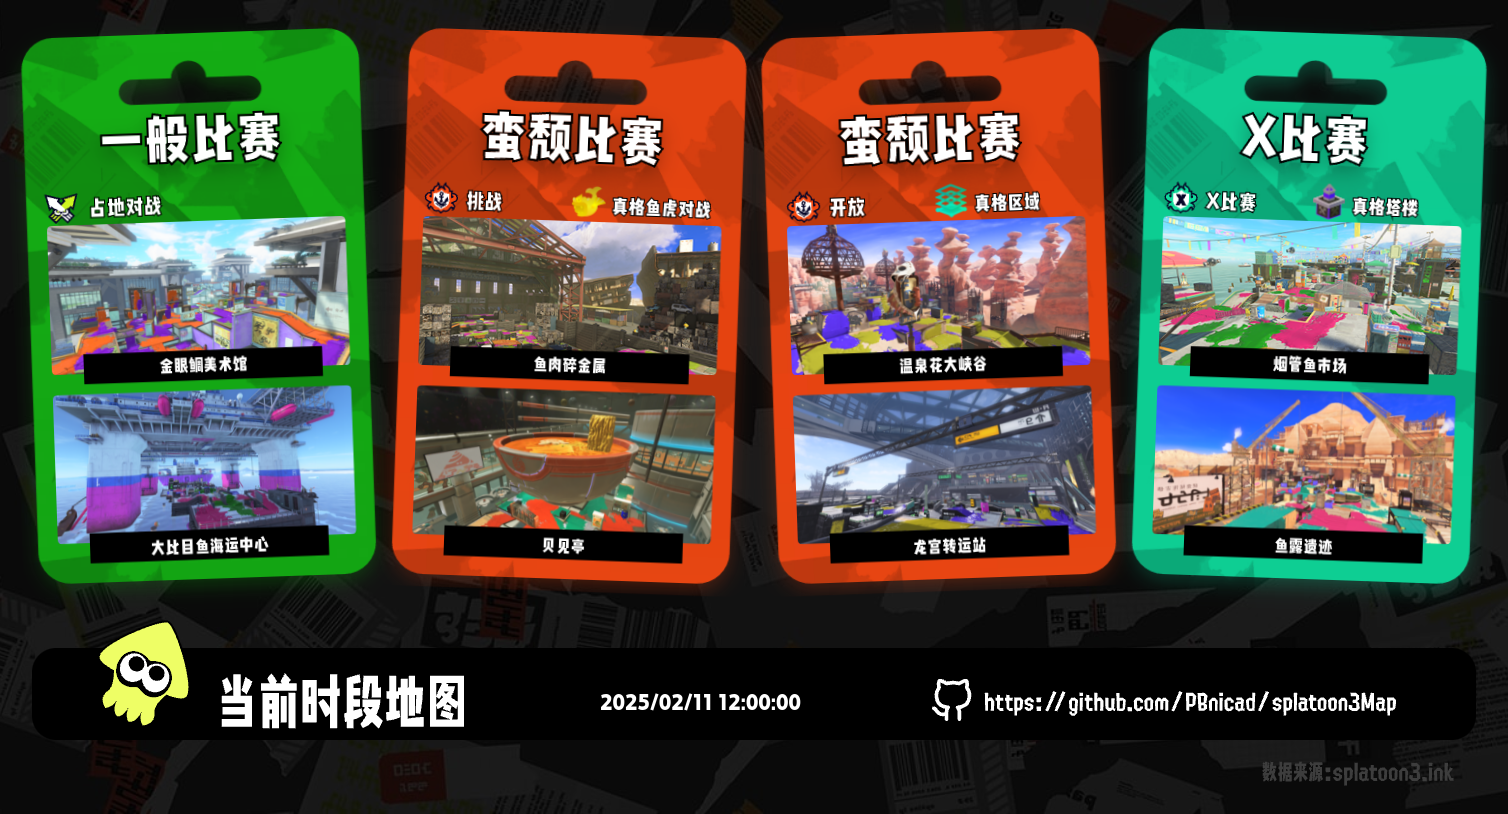 一般比赛
占地对战
金眼鲷美术馆
大比目鱼海运中心
蛮颓比赛
挑战
真格鱼虎对战
鱼肉碎金属
贝见亭
蛮颓比赛
开放
真格区域
温泉花大峡谷
龙宫转运站
X比赛
X比赛
真格塔楼
烟管鱼市场
鱼露遗迹
当前时段地图
2025/02/11 12:00:00
https://github.com/PBnicad/splatoon3Map
数据来源:splatoon3.ink